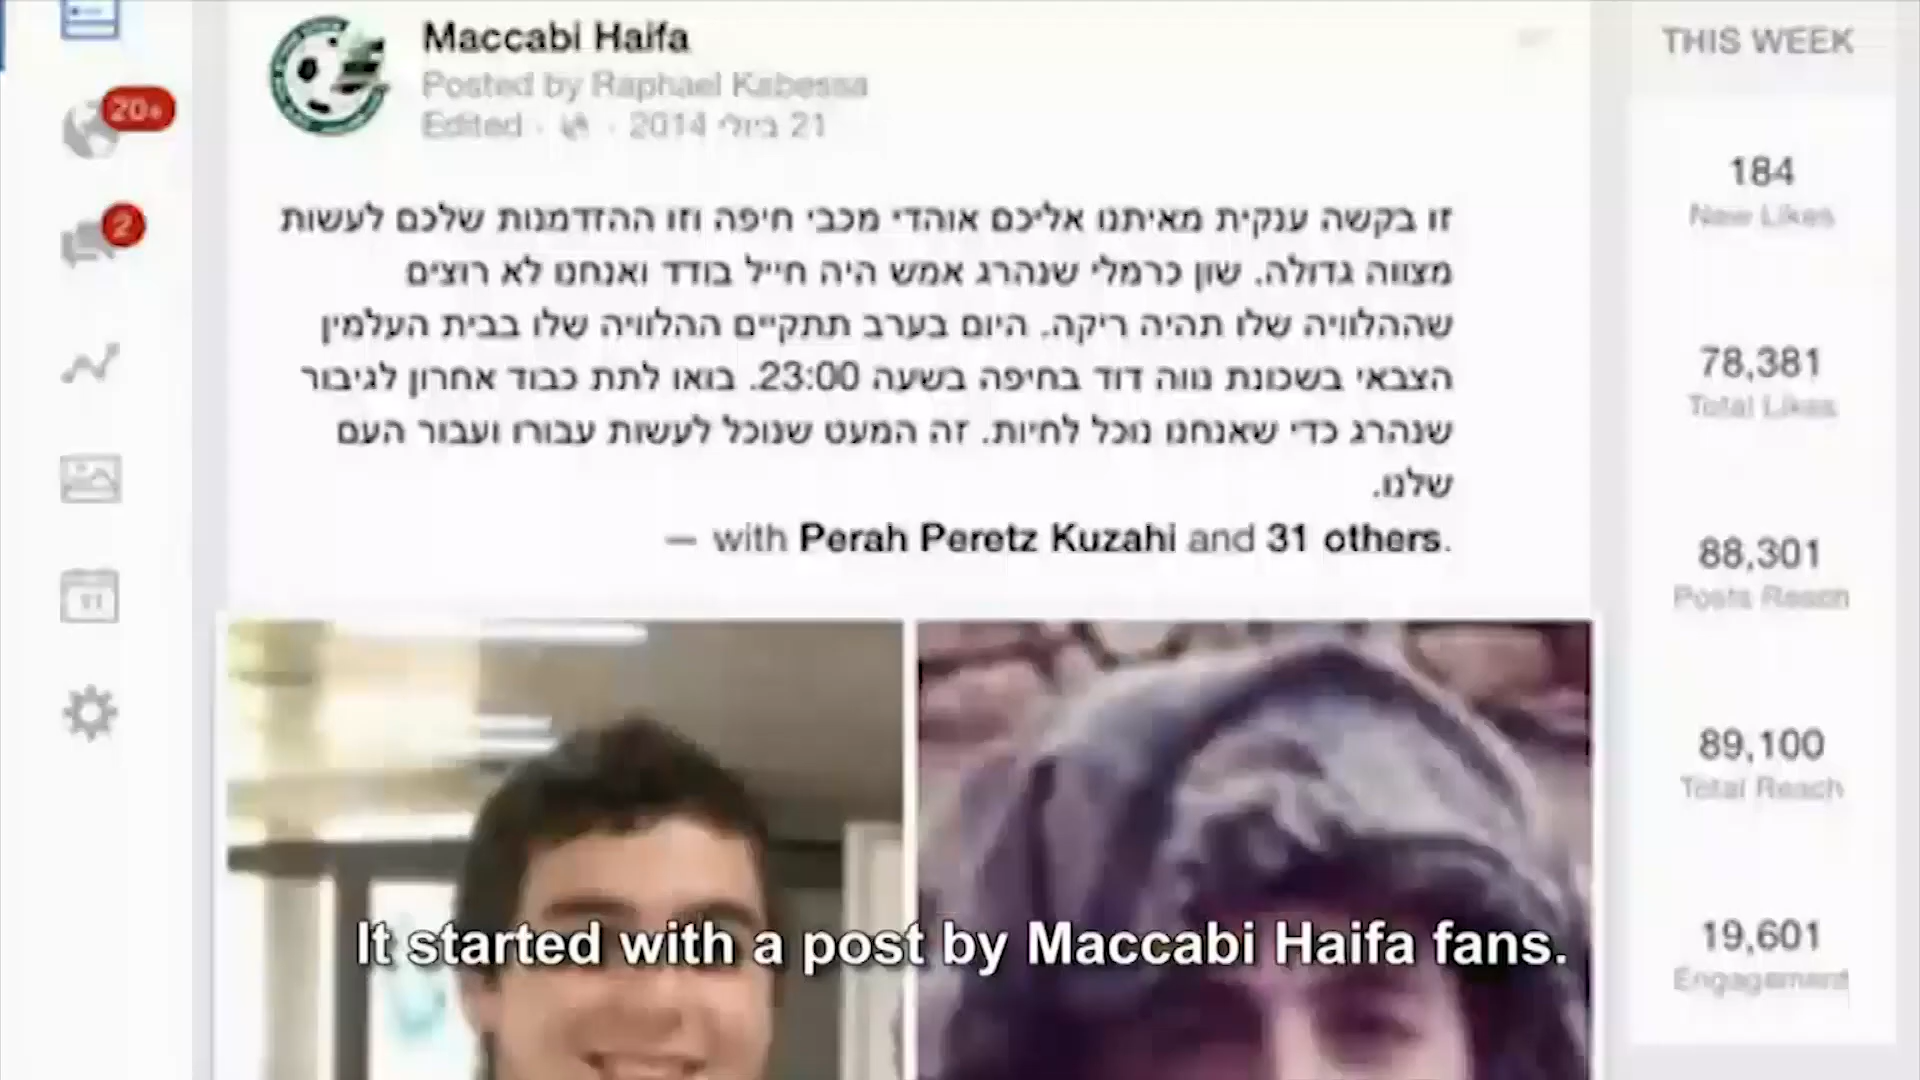 Maccabi Haifa
Posted by Raphael Kabessa
Edited · 21 ביולי 2014
זו בקשה ענקית מאיתנו אליכם אוהדי מכבי חיפה וזו ההזדמנות שלכם לעשות
מצווה גדולה. שון כרמלי שנהרג אמש היה חייל בודד ואנחנו לא רוצים
שההלוויה שלו תהיה ריקה. היום בערב תתקיים ההלוויה שלו בבית העלמין
הצבאי בשכונת נווה דוד בחיפה בשעה 23:00. בואו לתת כבוד אחרון לגיבור
שנהרג כדי שאנחנו נוכל לחיות. זה המעט שנוכל לעשות עבורו ועבור העם
שלנו.
— with Perah Peretz Kuzahi and 31 others.
20+
2
THIS WEEK
184
New Likes
78,381
Total Likes
88,301
Posts Reach
89,100
Total Reach
19,601
Engagement
It started with a post by Maccabi Haifa fans.